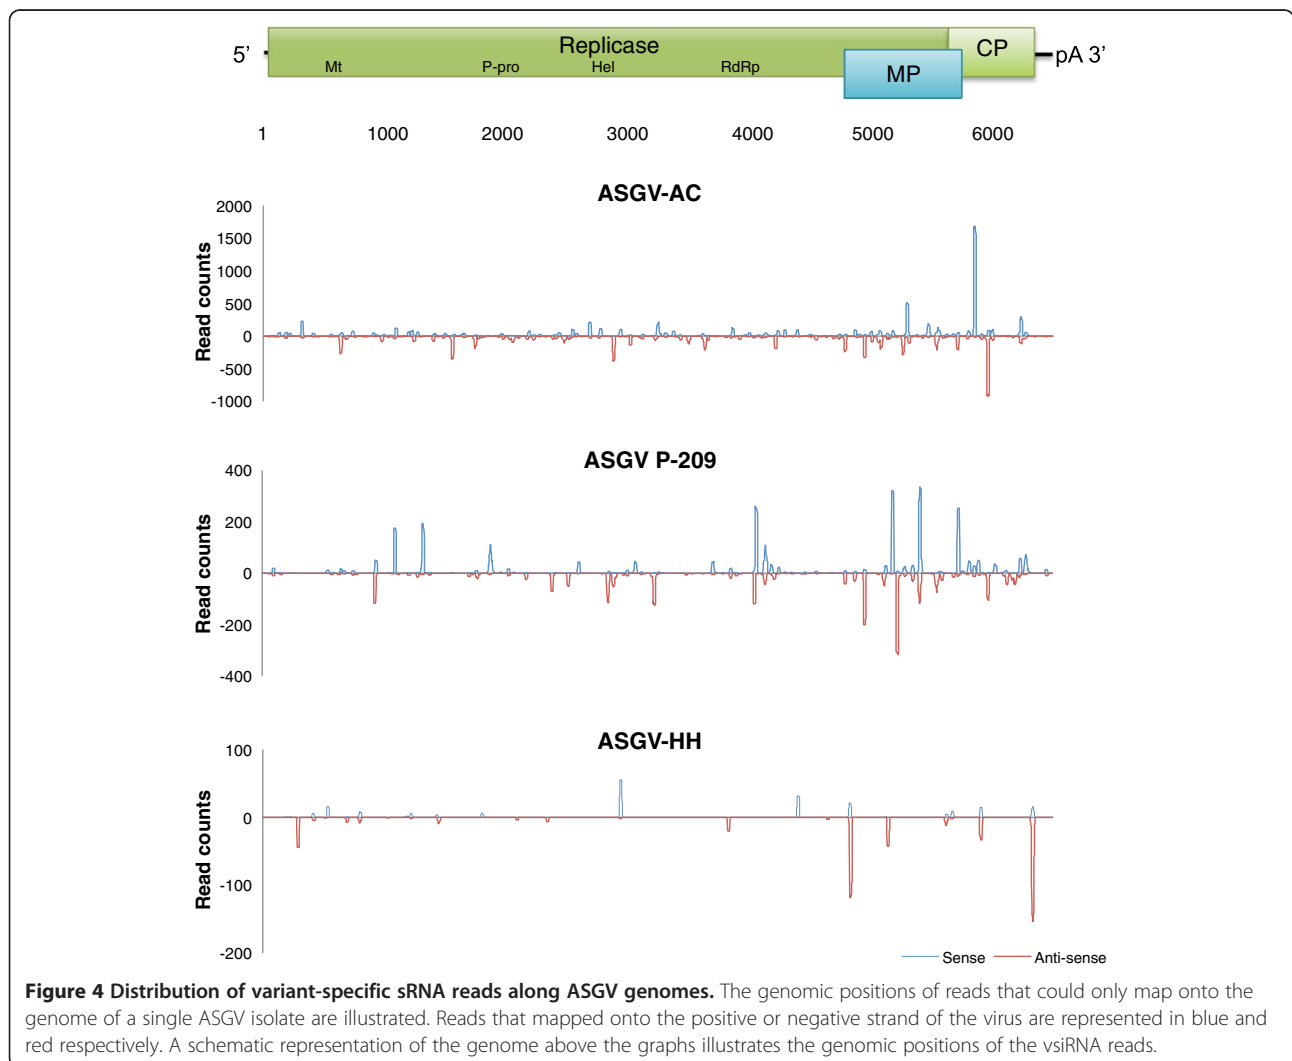 5’ Replicase CP pA 3’
Mt P-pro Hel RdRp MP
1 1000 2000 3000 4000 5000 6000
ASGV-AC
Read counts
2000
1500
1000
500
0
-500
-1000
ASGV P-209
Read counts
400
200
0
-200
-400
ASGV-HH
Read counts
100
0
-100
-200
Sense Anti-sense
Figure 4 Distribution of variant-specific sRNA reads along ASGV genomes. The genomic positions of reads that could only map onto the
genome of a single ASGV isolate are illustrated. Reads that mapped onto the positive or negative strand of the virus are represented in blue and
red respectively. A schematic representation of the genome above the graphs illustrates the genomic positions of the vsiRNA reads.